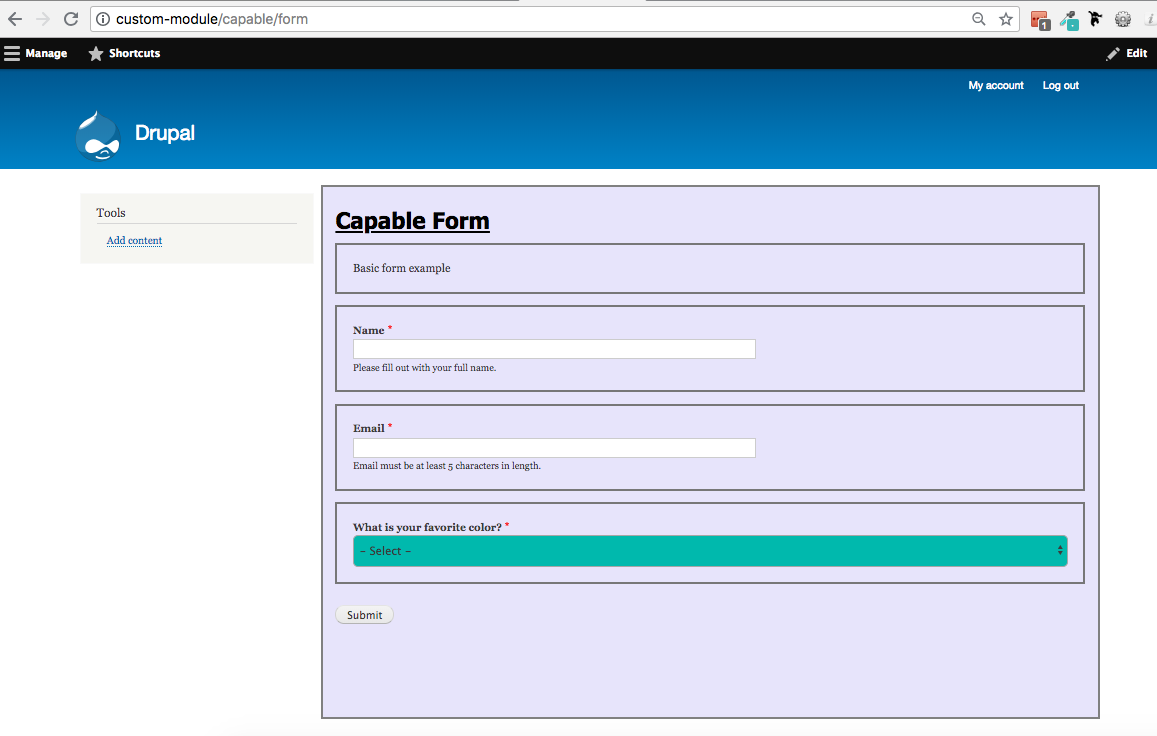 custom-module/capable/form
1
Manage
Shortcuts
Edit
My account
Log out
Drupal
Tools
Add content
Capable Form
Basic form example
Name *
Please fill out with your full name.
Email *
Email must be at least 5 characters in length.
What is your favorite color? *
- Select -
Submit